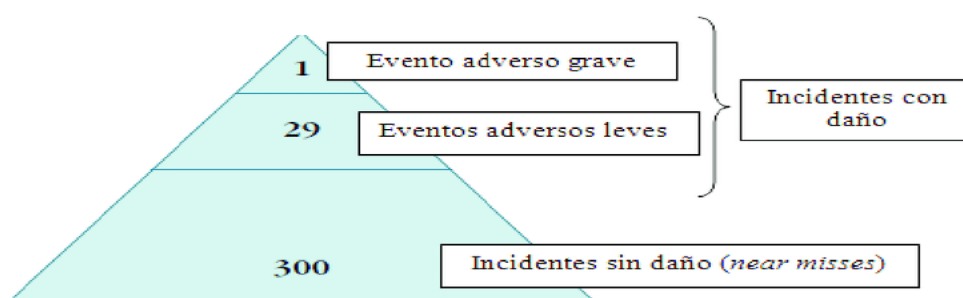 1
Evento adverso grave
29
Eventos adversos leves
Incidentes con
daño
300
Incidentes sin daño (near misses)